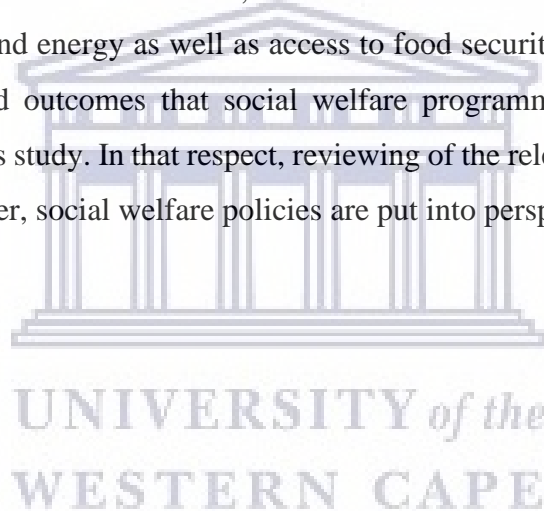 nd energy as well as access to food securit
d outcomes that social welfare programm
s study. In that respect, reviewing of the rele
er, social welfare policies are put into persp
UNIVERSITY of the
WESTERN CAPE